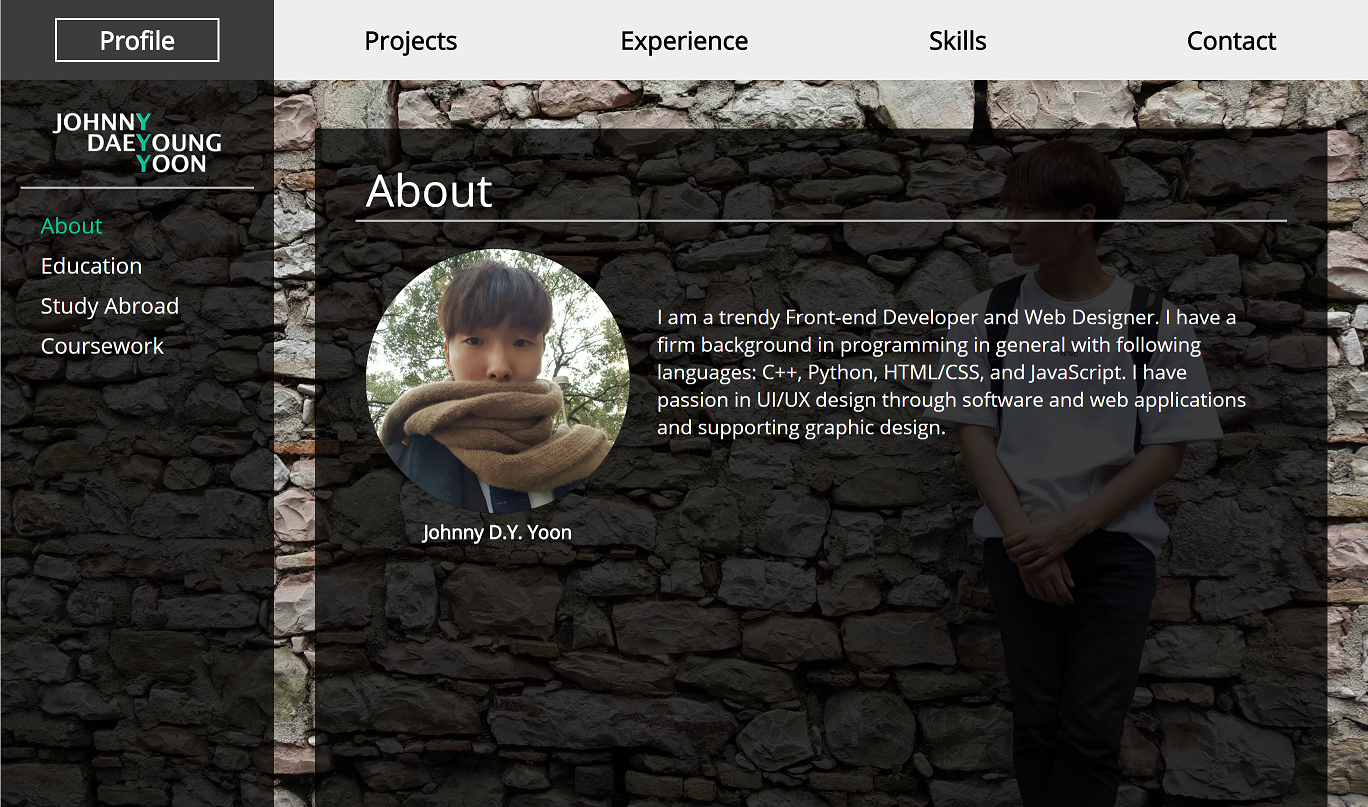 Profile
Projects
Experience
Skills
Contact
JOHNNY
DAEYOUNG
YOON
About
Education
Study Abroad
Coursework
About
I am a trendy Front-end Developer and Web Designer. I have a
firm background in programming in general with following
languages: C++, Python, HTML/CSS, and JavaScript. I have
passion in UI/UX design through software and web applications
and supporting graphic design.
Johnny D.Y. Yoon